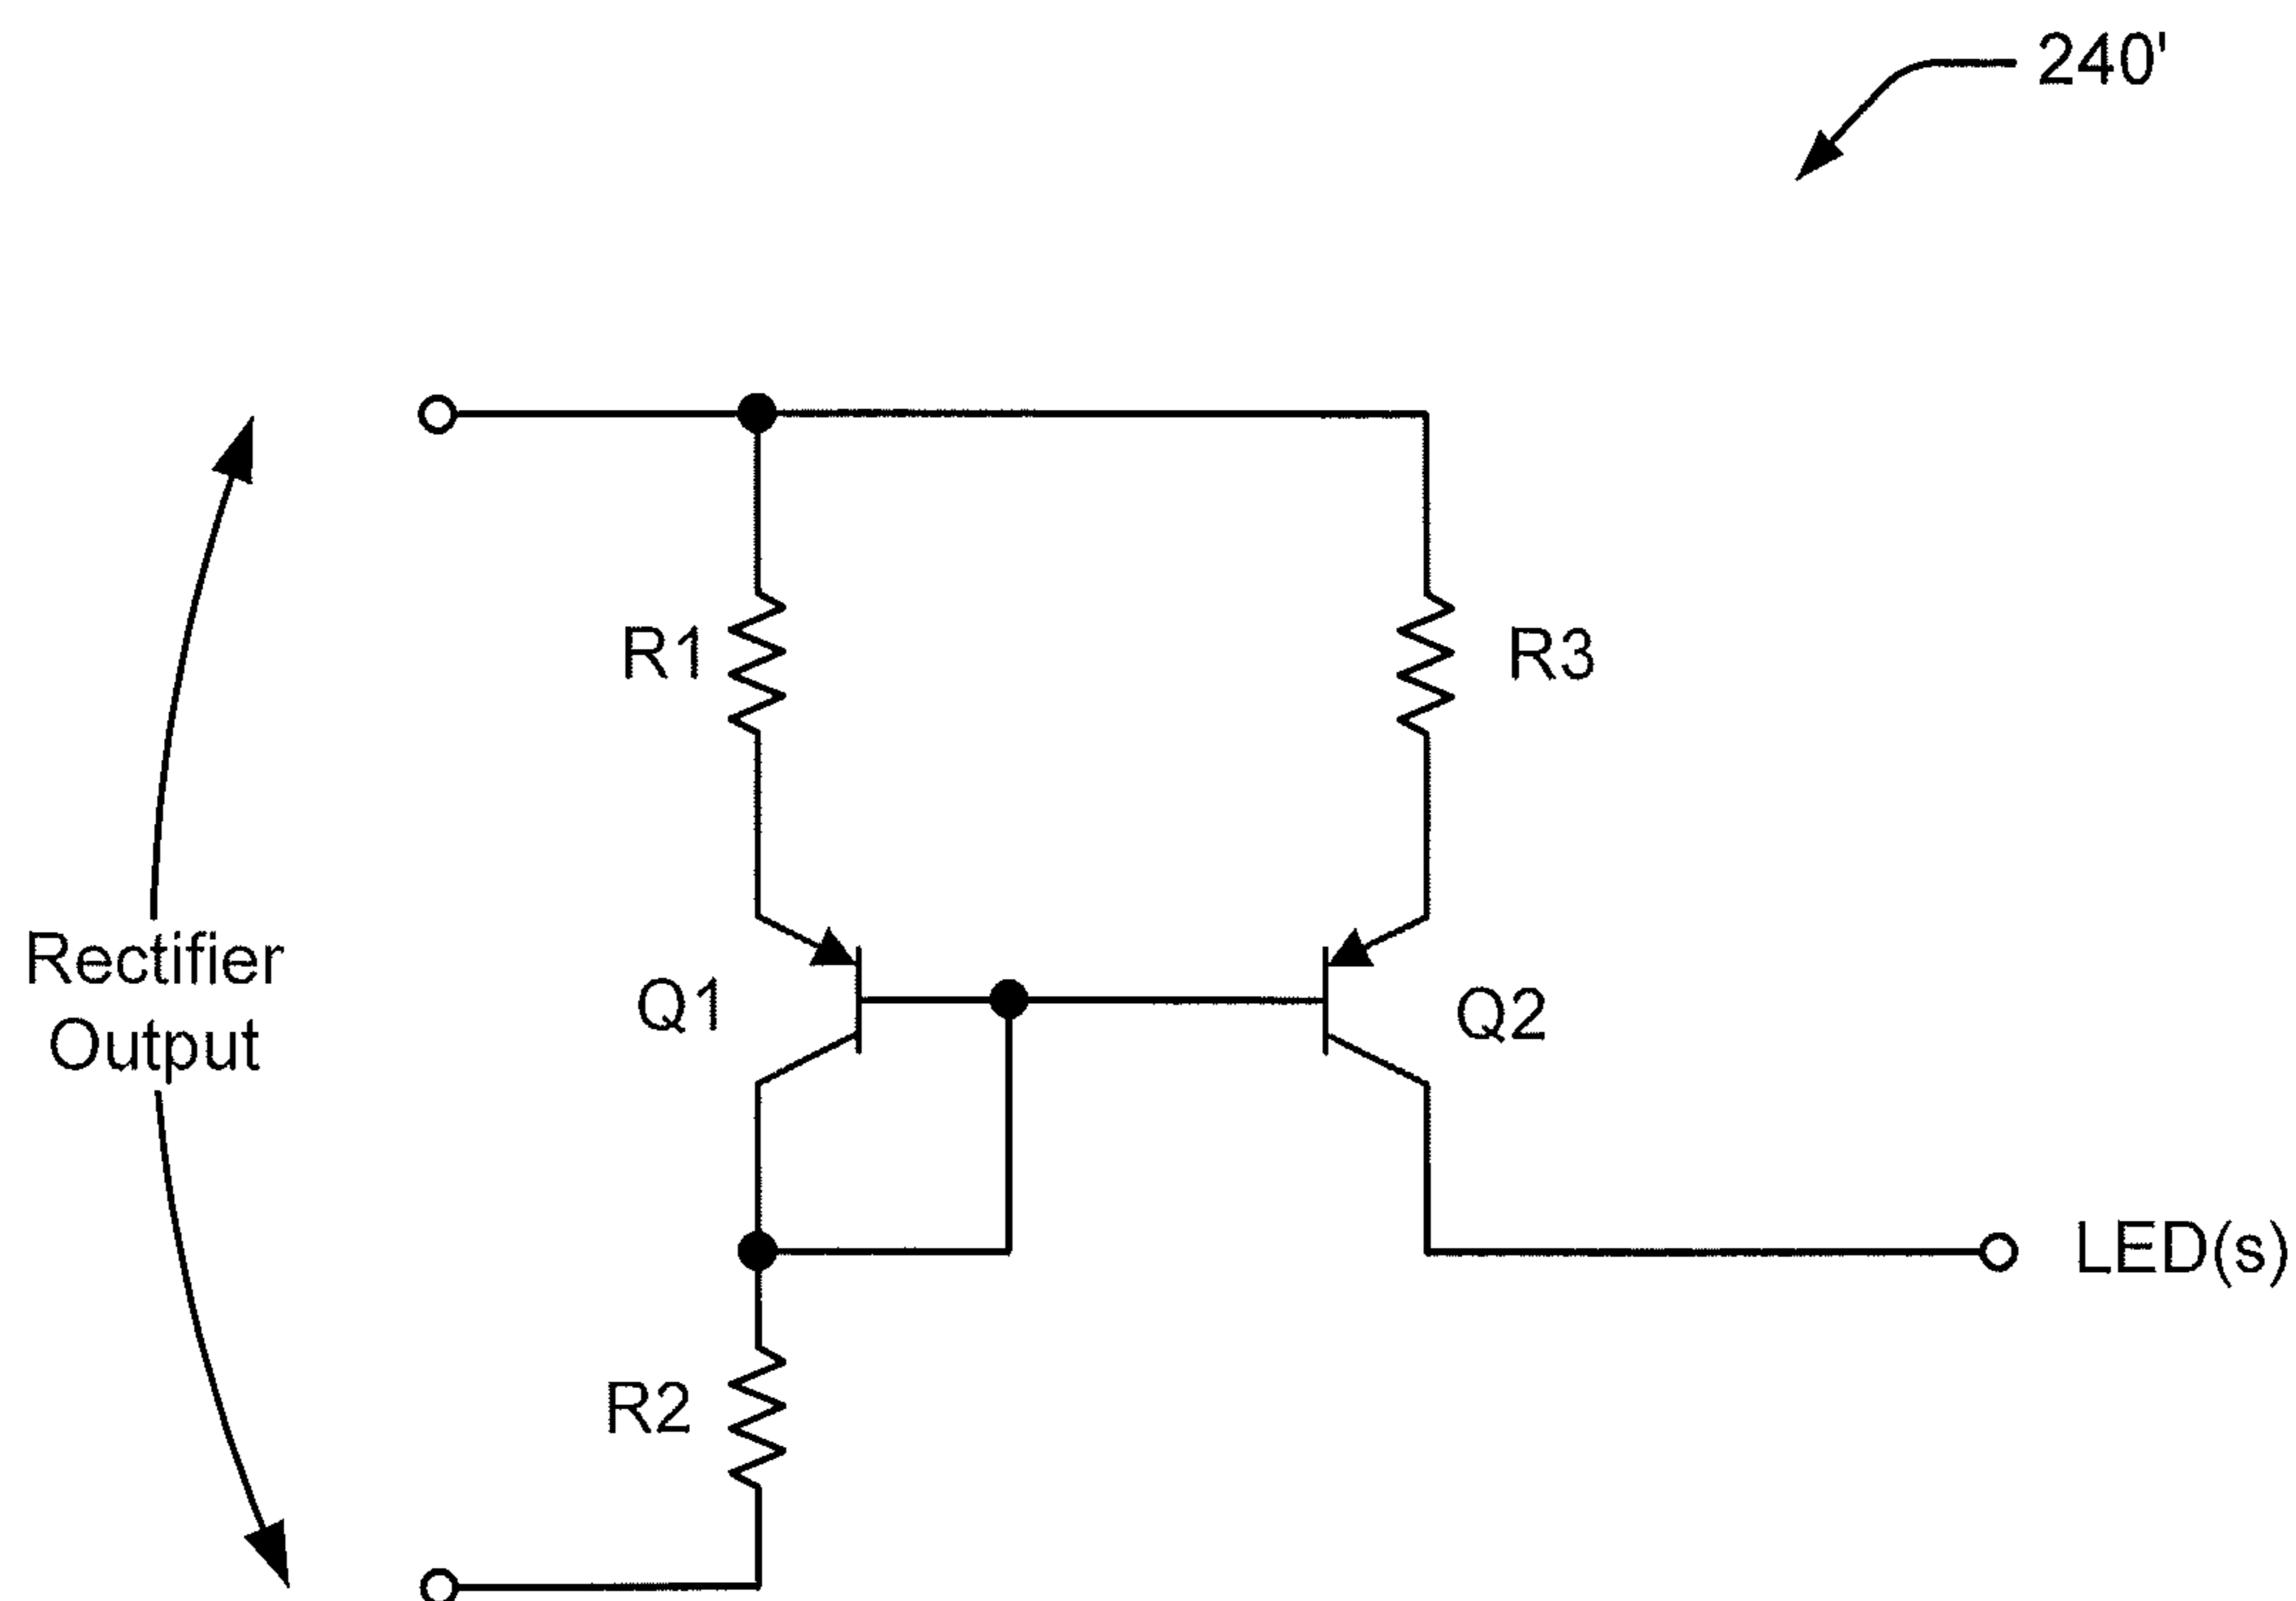 240'
R1
R3
Rectifier
Output
Q1
Q2
LED(s)
R2